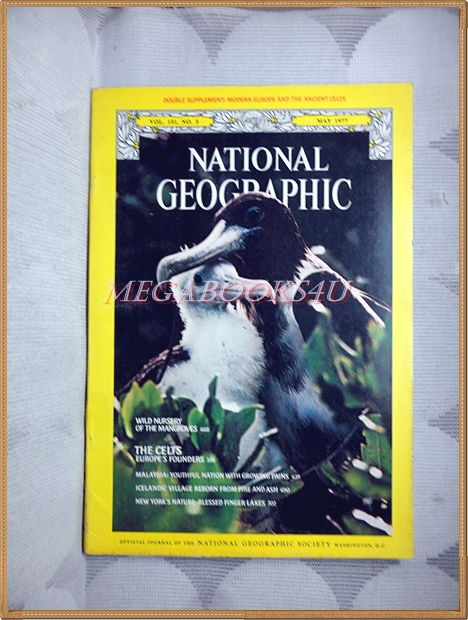 DOUBLE SUPPLEMENT: MODERN EUROPE AND THE ANCIENT CELTS
VOL. 151, NO. 5
MAY 1977
NATIONAL
GEOGRAPHIC
MEGABOOKS4U
WILD NURSERY
OF THE MANGROVES
THE CELTS
EUROPE'S FOUNDERS
MALAYSIA: YOUTHFUL NATION WITH GROWING PAINS
ICELANDIC VILLAGE REBORN FROM FIRE AND ASH
NEW YORK'S NATURE-BLESSED FINGER LAKES 702
OFFICIAL JOURNAL OF THE NATIONAL GEOGRAPHIC SOCIETY WASHINGTON, D.C.